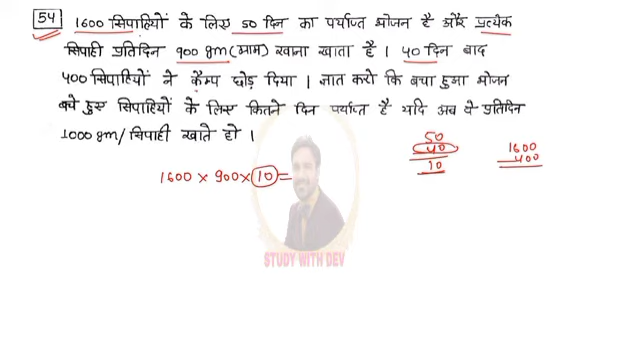 54 1600 सिपाहियों के लिए 50 दिन का पर्याप्त भोजन है और प्रत्येक
सिपाही प्रतिदिन 900 gm (ग्राम) खाना खाता है । 40 दिन बाद
400 सिपाहियों ने कैम्प छोड़ दिया । ज्ञात करो कि बचा हुआ भोजन
बचे हुए सिपाहियों के लिए कितने दिन पर्याप्त है यदि अब वे प्रतिदिन
1000 gm/सिपाही खाते हो ।
50
40
10
1600
400
1600 × 900 × 10 =
STUDY WITH DEV